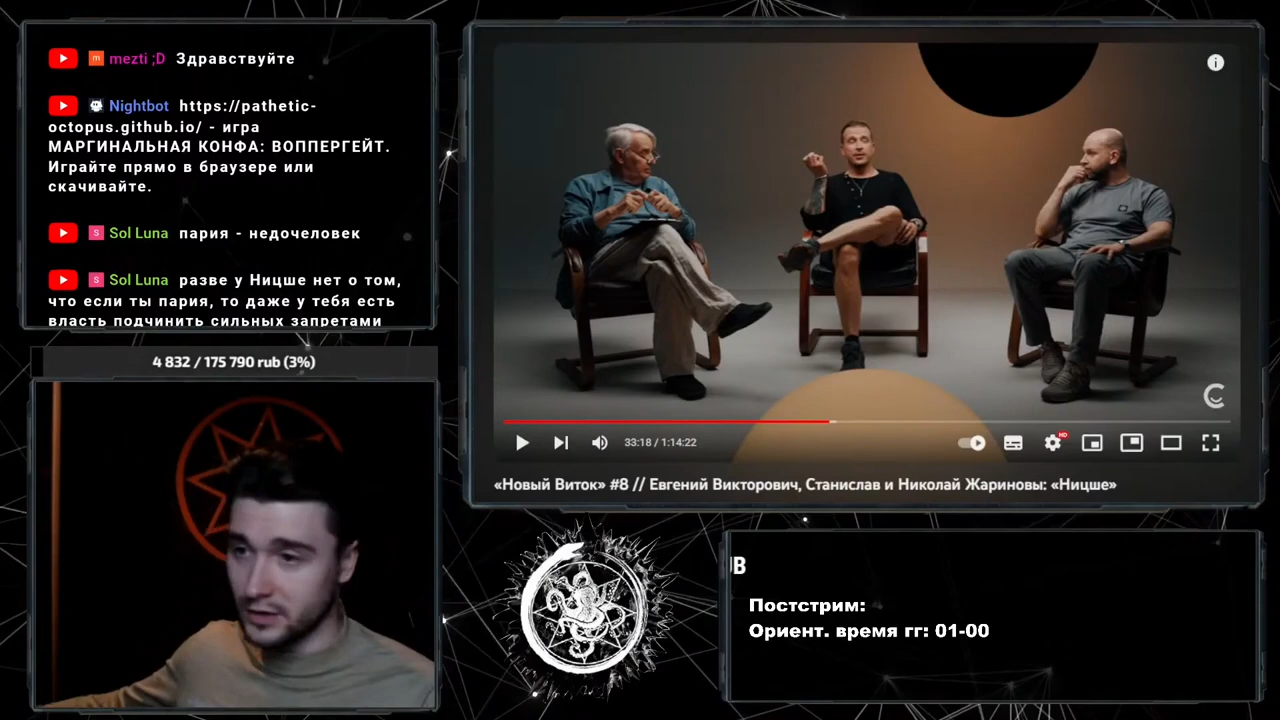 mezti ;D Здравствуйте
Nightbot https://pathetic-
octopus.github.io/ - игра
МАРГИНАЛЬНАЯ КОНФА: ВОППЕРГЕЙТ.
Играйте прямо в браузере или
скачивайте.
Sol Luna пария - недочеловек
Sol Luna разве у Ницше нет о том,
что если ты пария, то даже у тебя есть
власть подчинить сильных запретами
4 832 / 175 790 rub (3%)
33:18 / 1:14:22
HD
«Новый Виток» #8 // Евгений Викторович, Станислав и Николай Жариновы: «Ницше»
Постстрим:
Ориент. время гг: 01-00